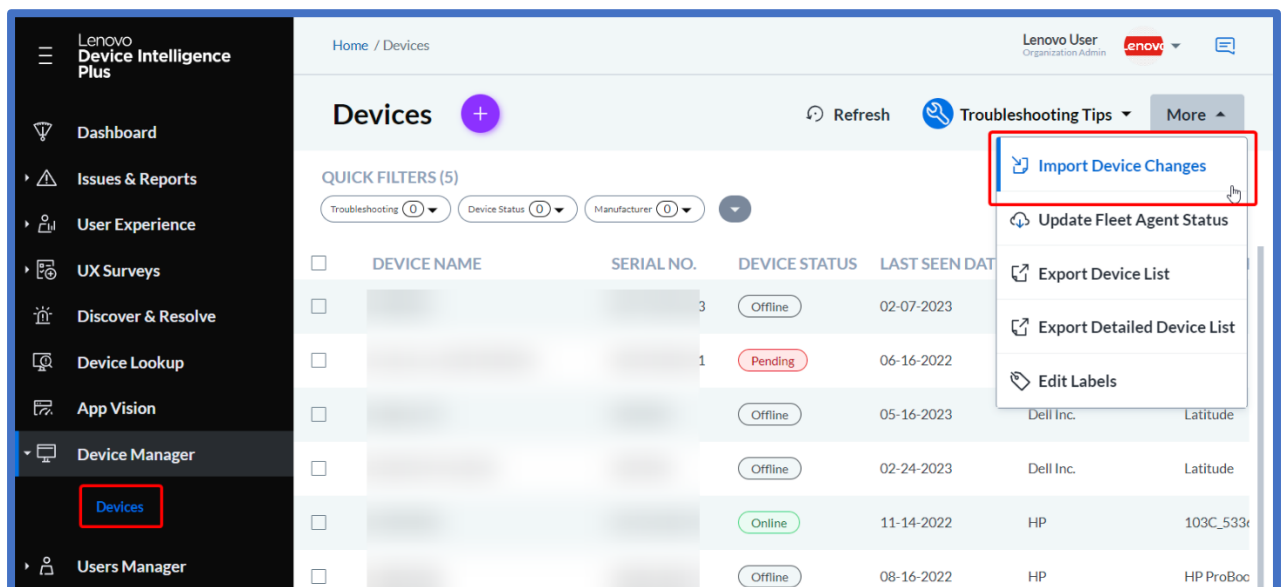 Lenovo
Device Intelligence
Plus
Dashboard
Issues & Reports
User Experience
UX Surveys
Discover & Resolve
Device Lookup
App Vision
Device Manager
Devices
Users Manager
Home / Devices
Lenovo User
Organization Admin
Lenovo
Devices
Refresh
Troubleshooting Tips
More
Import Device Changes
Update Fleet Agent Status
Export Device List
Export Detailed Device List
Edit Labels
QUICK FILTERS (5)
Troubleshooting 0
Device Status 0
Manufacturer 0
DEVICE NAME SERIAL NO. DEVICE STATUS LAST SEEN DAT
3 Offline 02-07-2023
1 Pending 06-16-2022
Offline 05-16-2023 Dell Inc. Latitude
Offline 02-24-2023 Dell Inc. Latitude
Online 11-14-2022 HP 103C_5336
Offline 08-16-2022 HP HP ProBoo